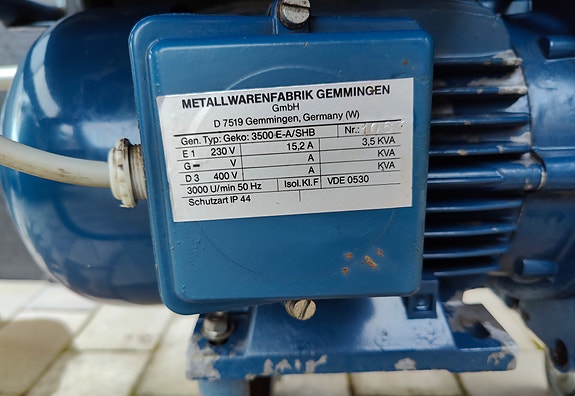 METALLWARENFABRIK GEMMINGEN
GmbH
D 7519 Gemmingen, Germany (W)
Gen. Typ: Geko: 3500-E-A/SHB Nr.:
E 1 230 V 15,2 A 3,5 KVA
G = V A KVA
D 3 400 V A KVA
3000 U/min 50 Hz Isol. Kl. F VDE 0530
Schutzart IP 44